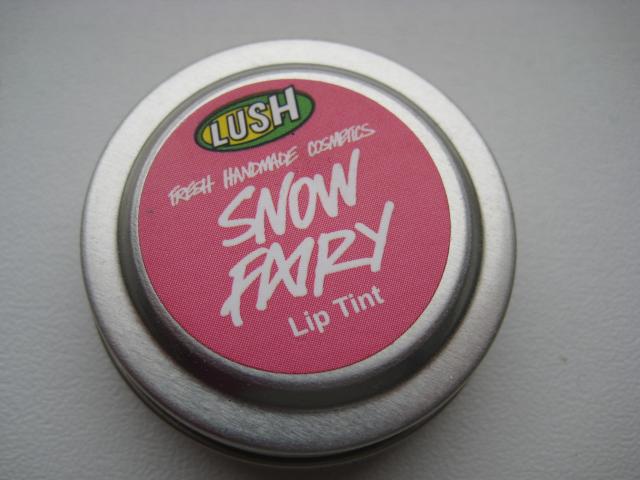 LUSH
FRESH HANDMADE COSMETICS
SNOW
FAIRY
Lip Tint